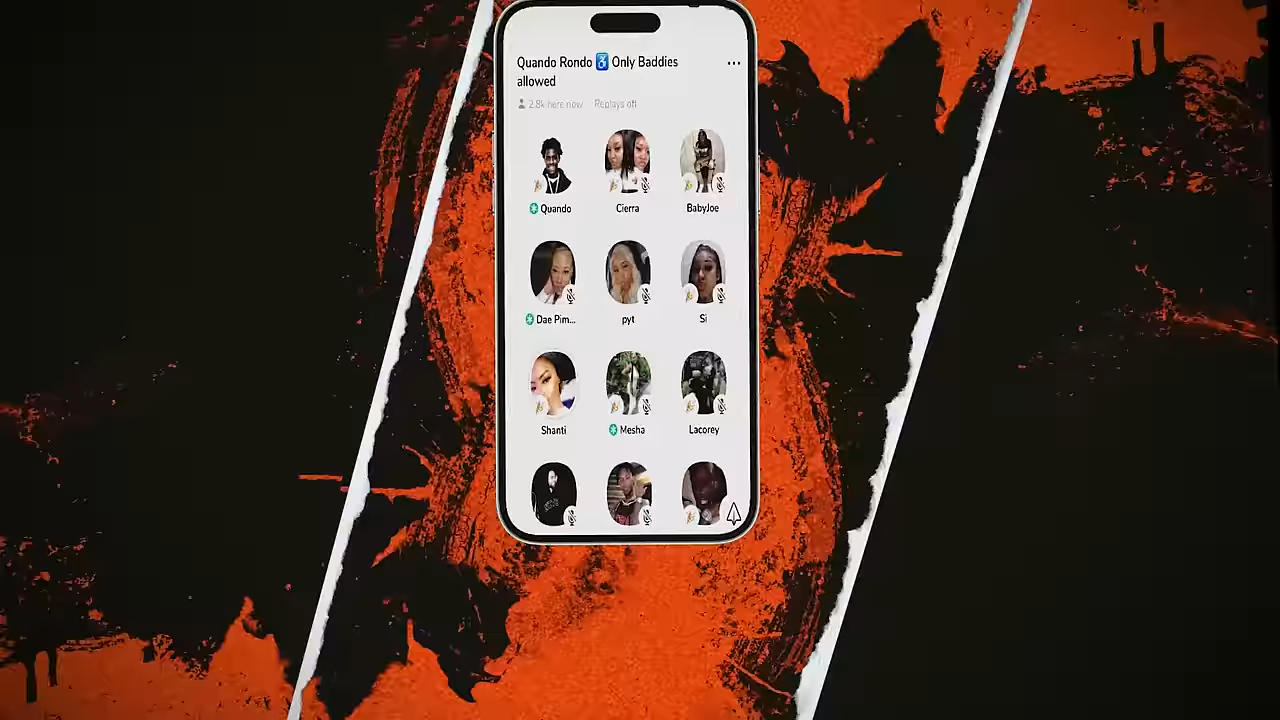 Quando Rondo ♿ Only Baddies
allowed
2.8k here now Replays off
Quando Cierra BabyJoe
Dae Pim... pyt Si
Shanti Mesha Lacorey